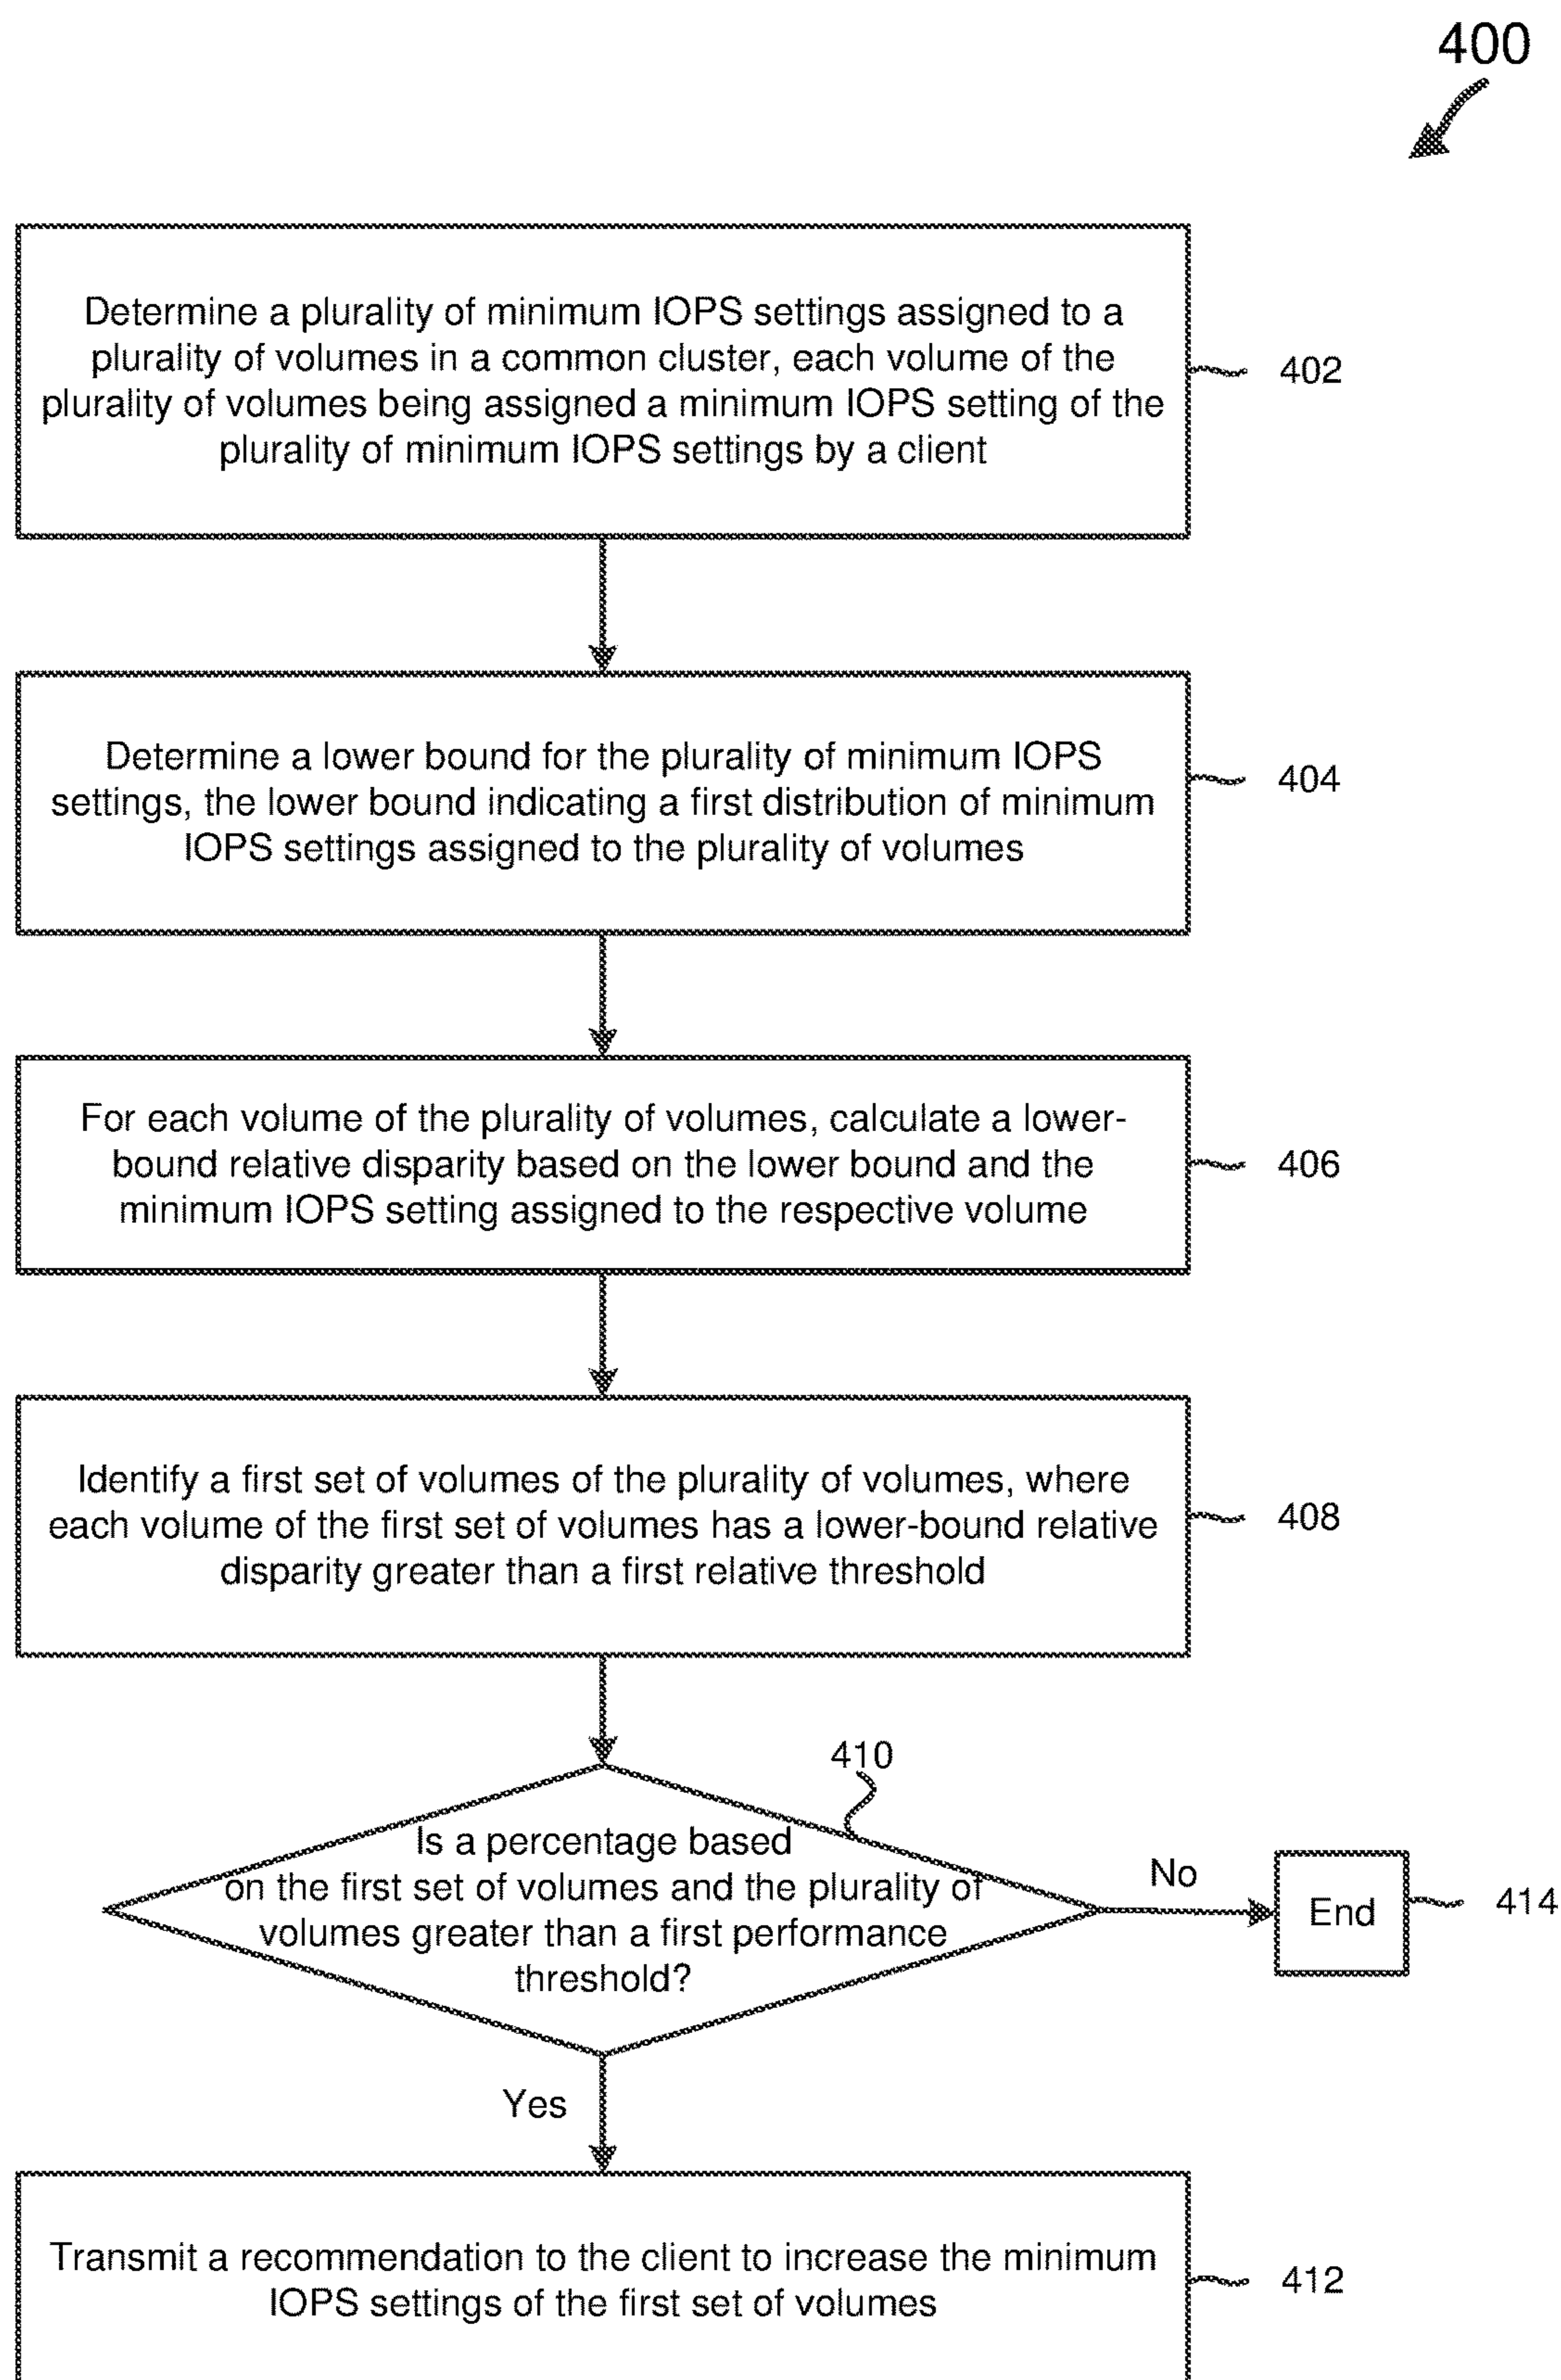 400
Determine a plurality of minimum IOPS settings assigned to a
plurality of volumes in a common cluster, each volume of the
plurality of volumes being assigned a minimum IOPS setting of the
plurality of minimum IOPS settings by a client
402
Determine a lower bound for the plurality of minimum IOPS
settings, the lower bound indicating a first distribution of minimum
IOPS settings assigned to the plurality of volumes
404
For each volume of the plurality of volumes, calculate a lower-
bound relative disparity based on the lower bound and the
minimum IOPS setting assigned to the respective volume
406
Identify a first set of volumes of the plurality of volumes, where
each volume of the first set of volumes has a lower-bound relative
disparity greater than a first relative threshold
408
410
Is a percentage based
on the first set of volumes and the plurality of
volumes greater than a first performance
threshold?
No
End
414
Yes
Transmit a recommendation to the client to increase the minimum
IOPS settings of the first set of volumes
412